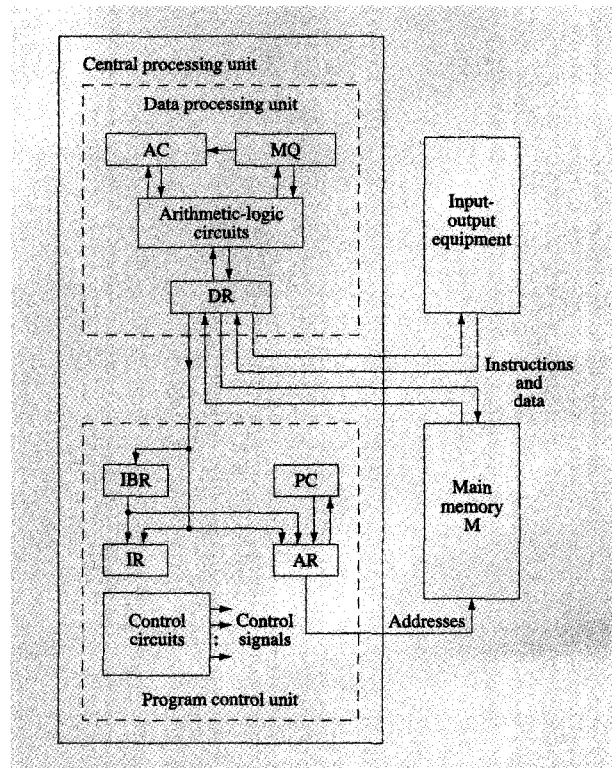 Central processing unit
Data processing unit
AC
MQ
Arithmetic-logic
circuits
DR
Input-
output
equipment
Instructions
and
data
IBR
PC
Main
memory
M
IR
AR
Control
circuits
:
Control
signals
Addresses
Program control unit